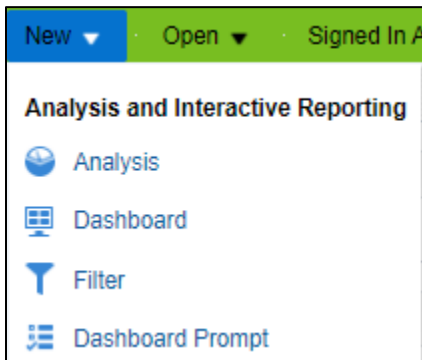 New Open Signed In A
Analysis and Interactive Reporting
Analysis
Dashboard
Filter
Dashboard Prompt